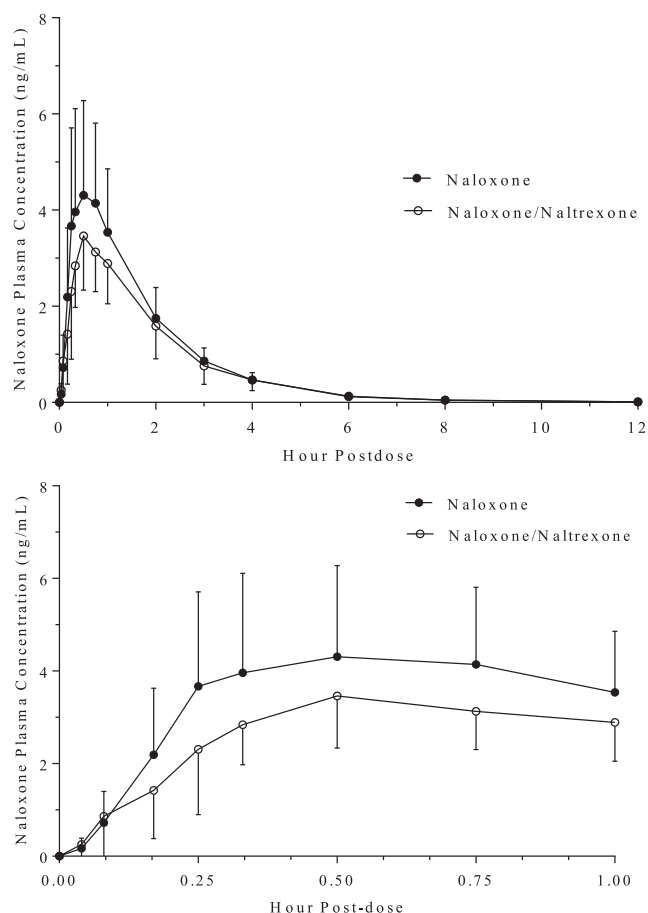 8
6
4
2
0
Naloxone Plasma Concentration (ng/mL)
Naloxone
Naloxone/Naltrexone
0 2 4 6 8 10 12
Hour Postdose
8
6
4
2
0
Naloxone Plasma Concentration (ng/mL)
Naloxone
Naloxone/Naltrexone
0.00 0.25 0.50 0.75 1.00
Hour Post-dose